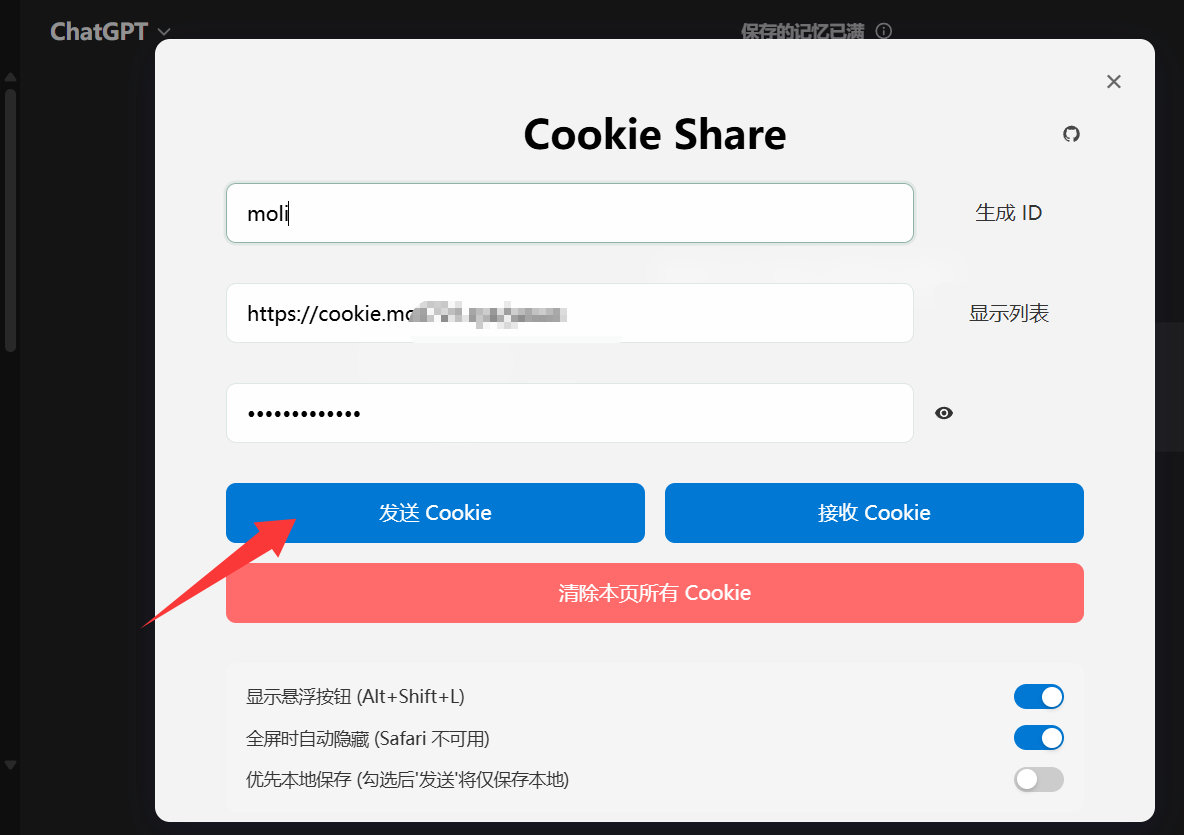 ChatGPT
保存的记忆已满
Cookie Share
moli
生成 ID
https://cookie.mo
显示列表
•••••••••••••
发送 Cookie
接收 Cookie
清除本页所有 Cookie
显示悬浮按钮 (Alt+Shift+L)
全屏时自动隐藏 (Safari 不可用)
优先本地保存 (勾选后'发送'将仅保存本地)